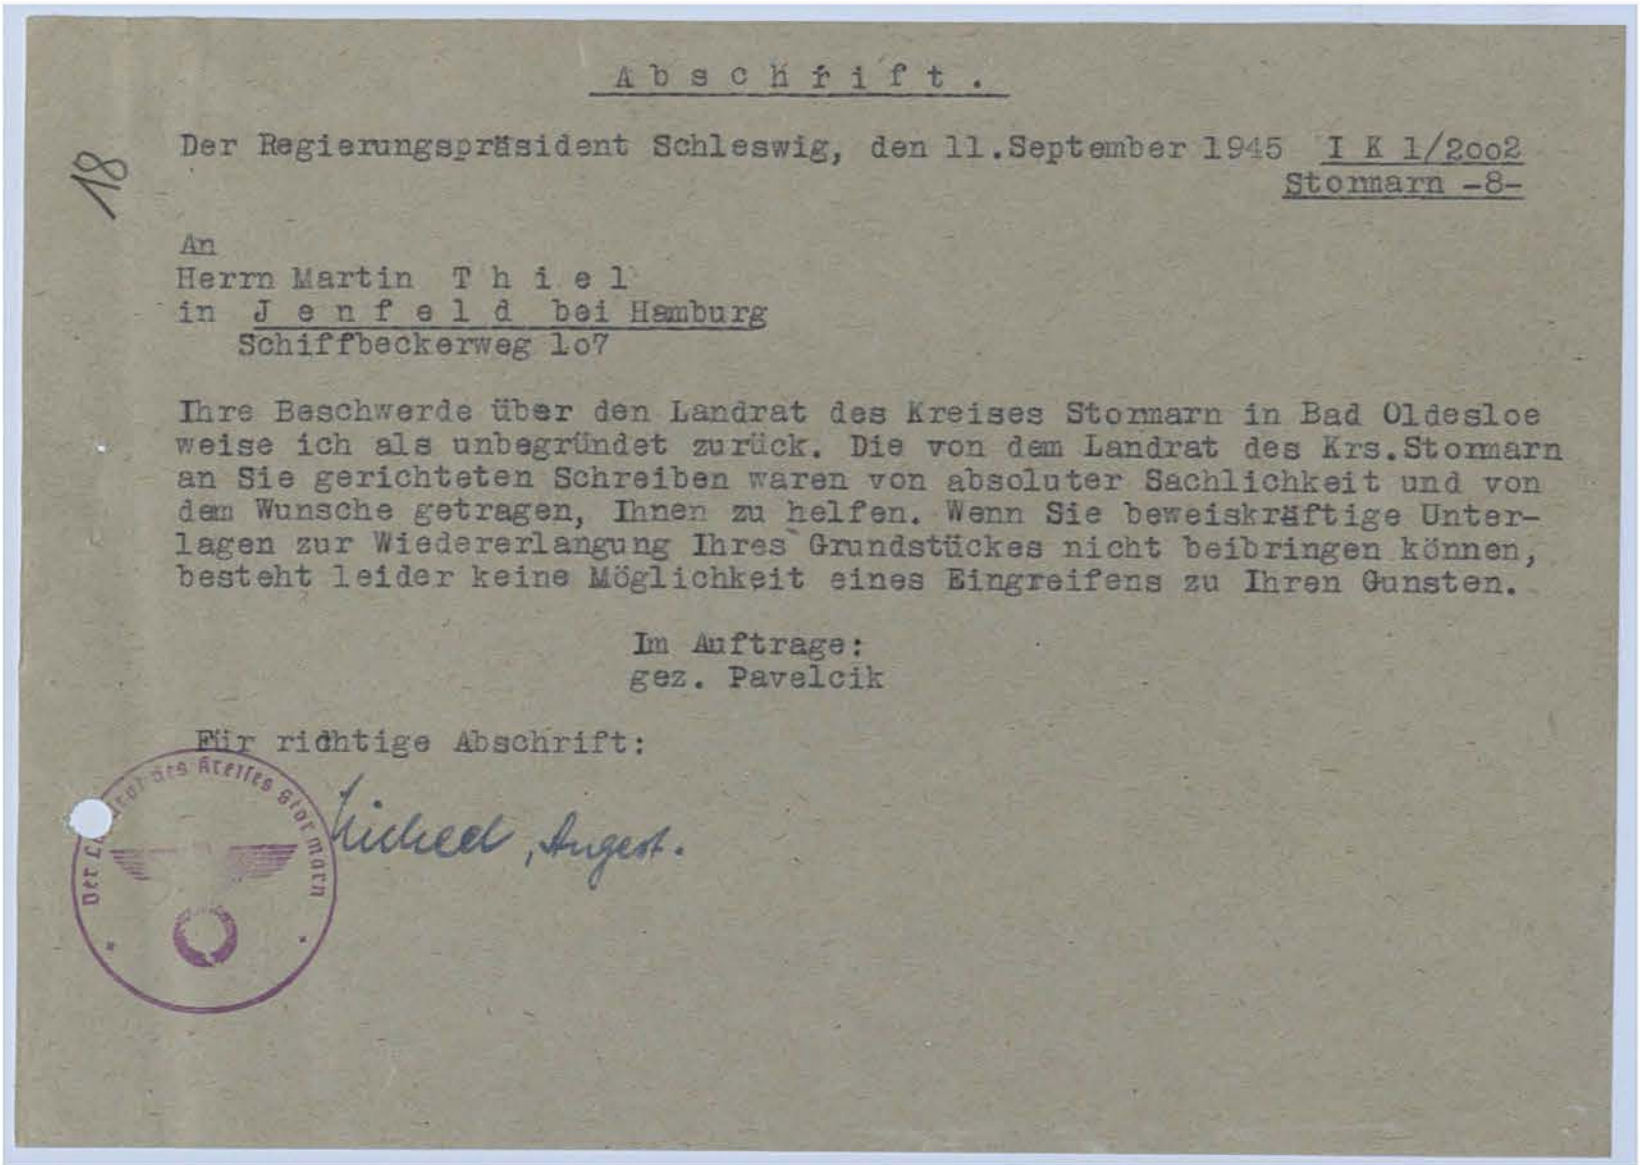 Abschrift.
18
Der Regierungspräsident Schleswig, den 11.September 1945 I K 1/2oo2
Stormarn -8-
An
Herrn Martin Thiel
in Jenfeld bei Hamburg
Schiffbeckerweg 1o7
Ihre Beschwerde über den Landrat des Kreises Stormarn in Bad Oldesloe
weise ich als unbegründet zurück. Die von dem Landrat des Krs.Stormarn
an Sie gerichteten Schreiben waren von absoluter Sachlichkeit und von
dem Wunsche getragen, Ihnen zu helfen. Wenn Sie beweiskräftige Unter-
lagen zur Wiedererlangung Ihres Grundstückes nicht beibringen können,
besteht leider keine Möglichkeit eines Eingreifens zu Ihren Gunsten.
Im Auftrage:
gez. Pavelcik
Für richtige Abschrift:
Der des Kreises Stormarn
, Angest.